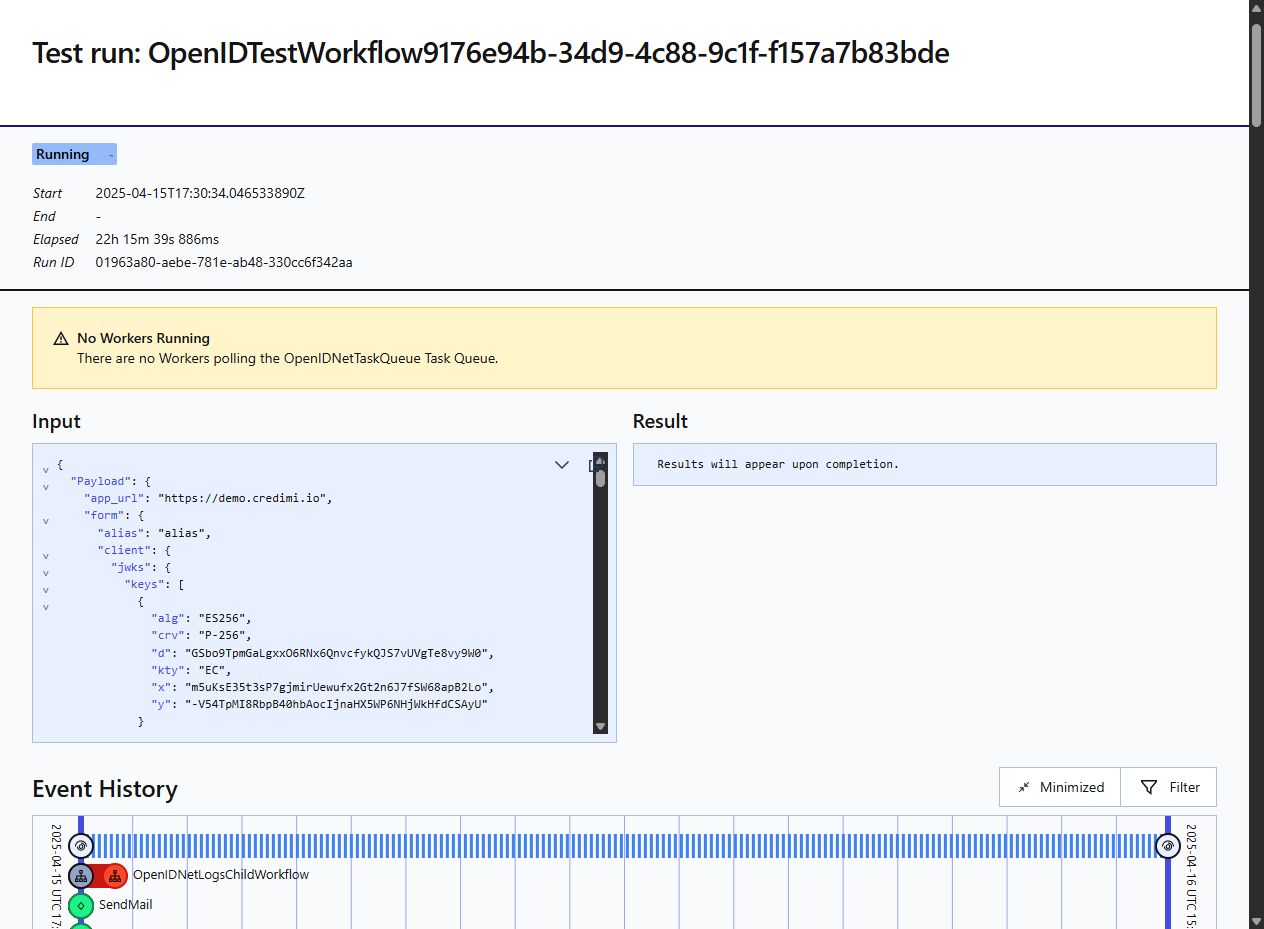 Test run: OpenIDTestWorkflow9176e94b-34d9-4c88-9c1f-f157a7b83bde
Running -
Start 2025-04-15T17:30:34.046533890Z
End -
Elapsed 22h 15m 39s 886ms
Run ID 01963a80-aebe-781e-ab48-330cc6f342aa
No Workers Running
There are no Workers polling the OpenIDNetTaskQueue Task Queue.
Input
Result
{
"Payload": {
"app_url": "https://demo.credimi.io",
"form": {
"alias": "alias",
"client": {
"jwks": {
"keys": [
{
"alg": "ES256",
"crv": "P-256",
"d": "GSbo9TpmGaLgxxO6RNx6QnvcfykQJS7vUVgTe8vy9W0",
"kty": "EC",
"x": "m5uKsE35t3sP7gjmirUewufx2Gt2n6J7fSW68apB2Lo",
"y": "-V54TpMI8RbpB40hbAocIjnaHX5WP6NHjWkHfdCSAyU"
}
Results will appear upon completion.
Event History
Minimized
Filter
2025-04-15 UTC 17:
OpenIDNetLogsChildWorkflow
SendMail
2025-04-16 UTC 15: